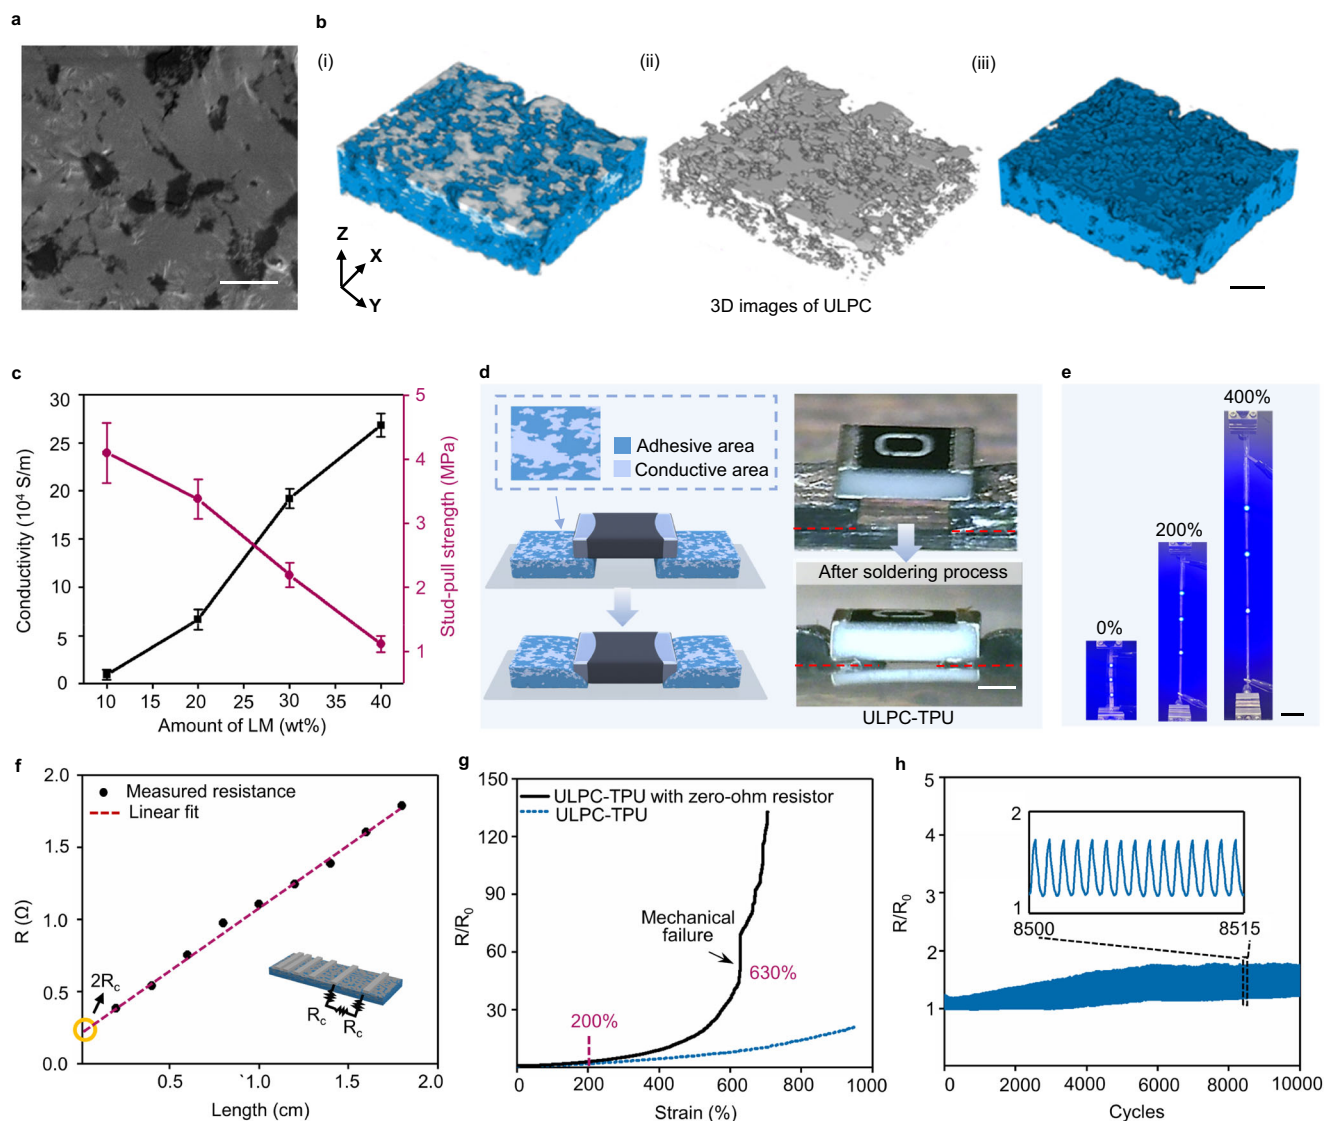 a
b
(i)
(ii)
(iii)
Z
X
Y
3D images of ULPC
c
30
25
20
15
10
5
0
10
15
20
25
30
35
40
5
4
3
2
1
Conductivity (10⁴ S/m)
Stud-pull strength (MPa)
Amount of LM (wt%)
d
Adhesive area
Conductive area
0
After soldering process
ULPC-TPU
e
0%
200%
400%
f
2.0
1.5
1.0
0.5
0.0
0.5
1.0
1.5
2.0
R (Ω)
Length (cm)
Measured resistance
Linear fit
2Rc
Rc
Rc
g
150
120
90
60
30
0
200
400
600
800
1000
R/R0
Strain (%)
ULPC-TPU with zero-ohm resistor
ULPC-TPU
Mechanical
failure
630%
200%
h
5
4
3
2
1
0
2000
4000
6000
8000
10000
R/R0
Cycles
2
1
8500
8515